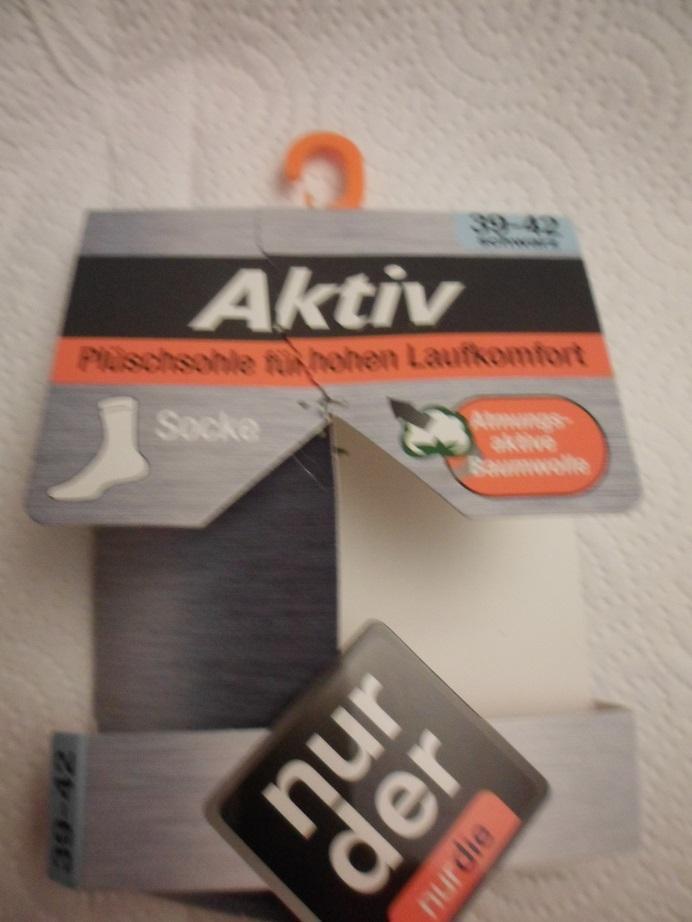 39-42
schwarz
Aktiv
Plüschsohle für hohen Laufkomfort
Socke
Atmungs-
aktive
Baumwolle
nur
der
nur die
39-42